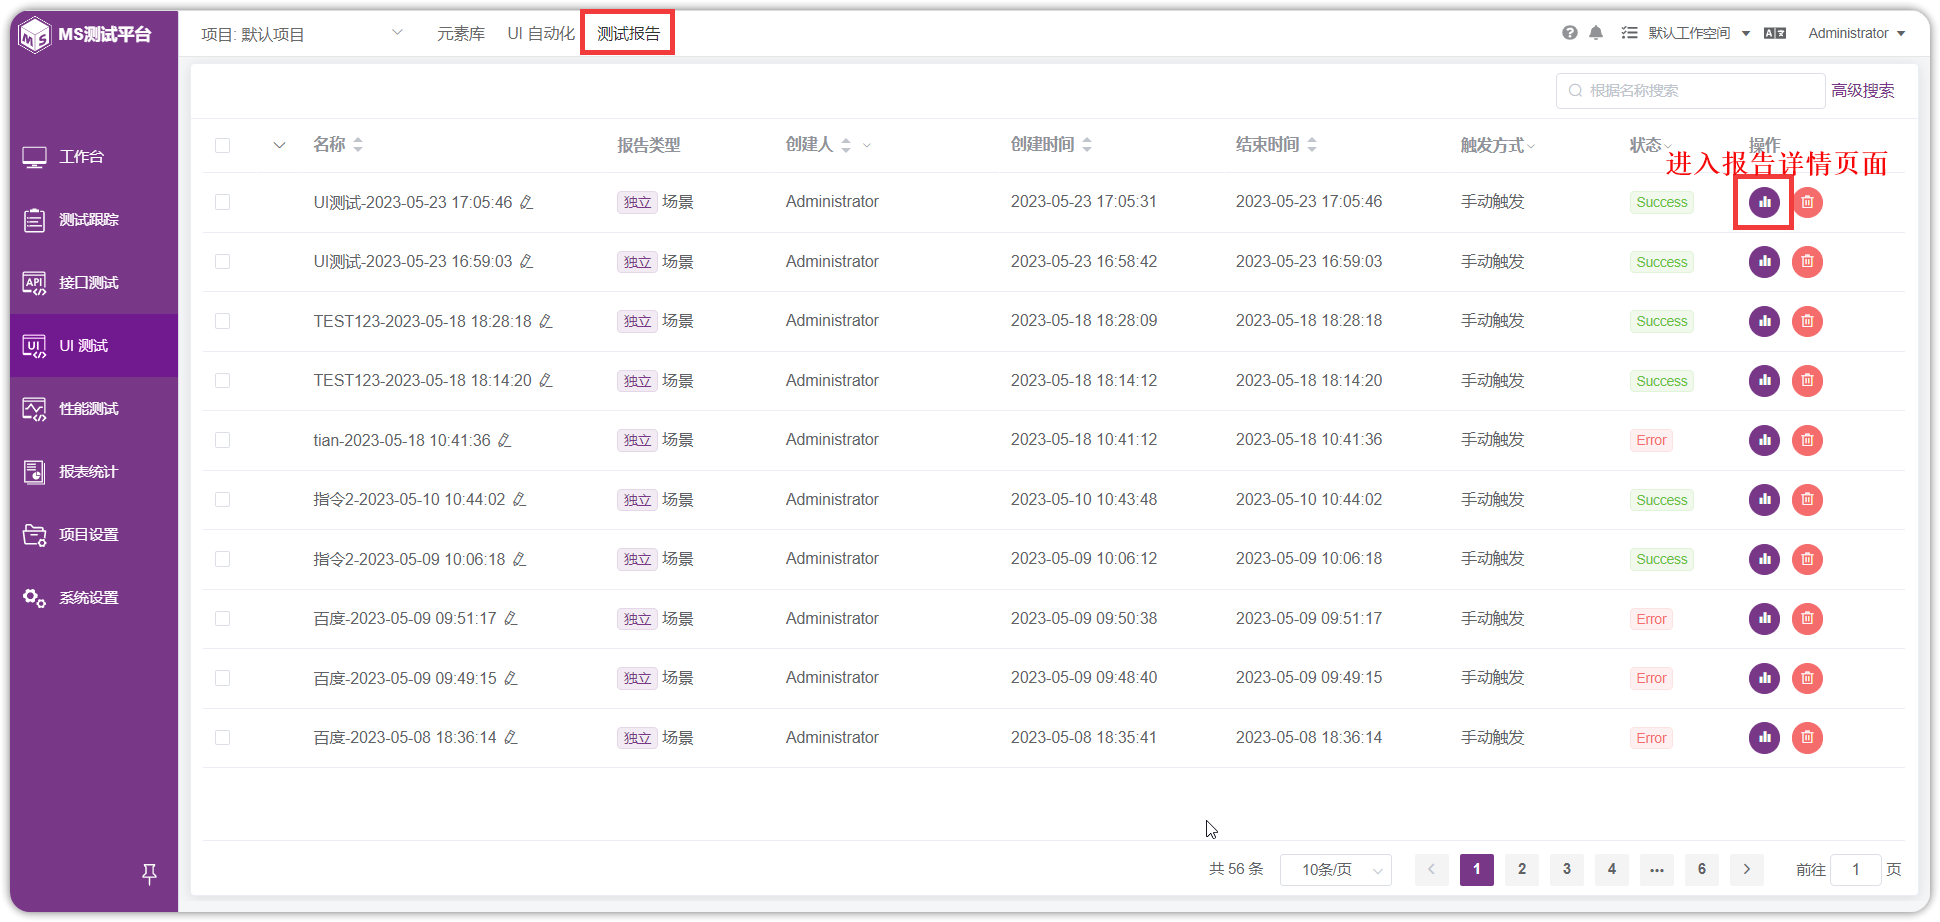 MS测试平台
项目: 默认项目 元素库 UI 自动化 测试报告 默认工作空间 Administrator
根据名称搜索 高级搜索
工作台
测试跟踪
接口测试
UI 测试
性能测试
报表统计
项目设置
系统设置
名称 报告类型 创建人 创建时间 结束时间 触发方式 状态 操作
进入报告详情页面
UI测试-2023-05-23 17:05:46 独立 场景 Administrator 2023-05-23 17:05:31 2023-05-23 17:05:46 手动触发 Success
UI测试-2023-05-23 16:59:03 独立 场景 Administrator 2023-05-23 16:58:42 2023-05-23 16:59:03 手动触发 Success
TEST123-2023-05-18 18:28:18 独立 场景 Administrator 2023-05-18 18:28:09 2023-05-18 18:28:18 手动触发 Success
TEST123-2023-05-18 18:14:20 独立 场景 Administrator 2023-05-18 18:14:12 2023-05-18 18:14:20 手动触发 Success
tian-2023-05-18 10:41:36 独立 场景 Administrator 2023-05-18 10:41:12 2023-05-18 10:41:36 手动触发 Error
指令2-2023-05-10 10:44:02 独立 场景 Administrator 2023-05-10 10:43:48 2023-05-10 10:44:02 手动触发 Success
指令2-2023-05-09 10:06:18 独立 场景 Administrator 2023-05-09 10:06:12 2023-05-09 10:06:18 手动触发 Success
百度-2023-05-09 09:51:17 独立 场景 Administrator 2023-05-09 09:50:38 2023-05-09 09:51:17 手动触发 Error
百度-2023-05-09 09:49:15 独立 场景 Administrator 2023-05-09 09:48:40 2023-05-09 09:49:15 手动触发 Error
百度-2023-05-08 18:36:14 独立 场景 Administrator 2023-05-08 18:35:41 2023-05-08 18:36:14 手动触发 Error
共 56 条 10条/页 1 2 3 4 ... 6 前往 1 页